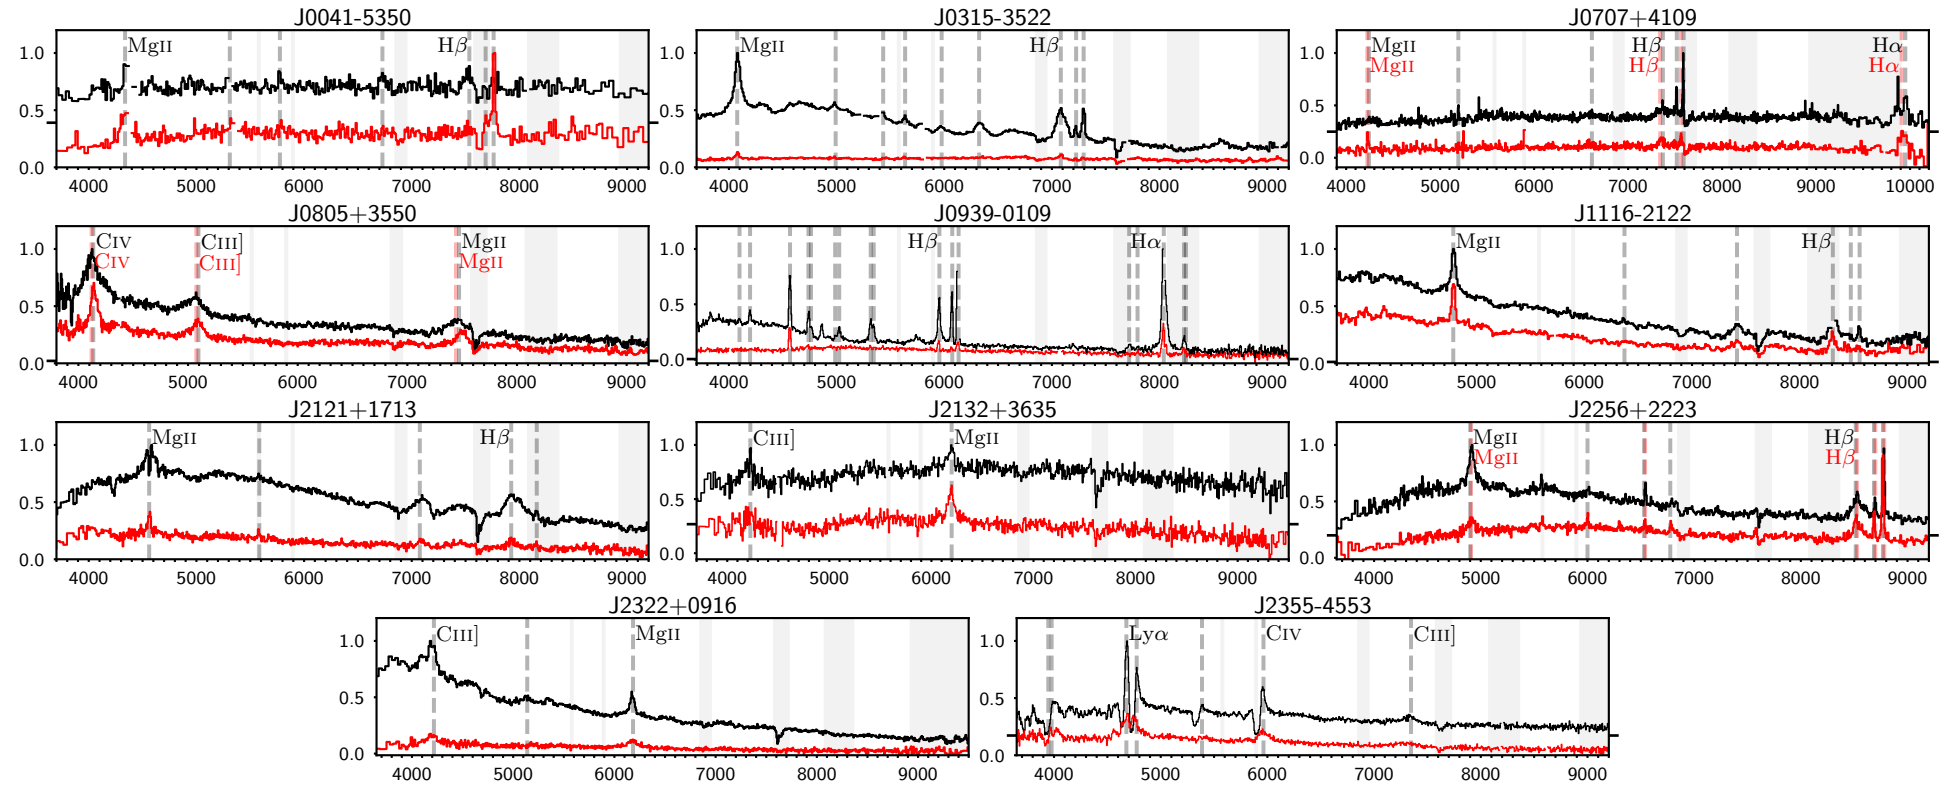 J0041-5350
MgII Hβ
1.0
0.5
0.0
4000 5000 6000 7000 8000 9000
J0315-3522
MgII Hβ
1.0
0.5
0.0
4000 5000 6000 7000 8000 9000
J0707+4109
MgII Hβ Hα
MgII Hβ Hα
1.0
0.5
0.0
4000 5000 6000 7000 8000 9000 10000
J0805+3550
CIV CIII] MgII
CIV CIII] MgII
1.0
0.5
0.0
4000 5000 6000 7000 8000 9000
J0939-0109
Hβ Hα
1.0
0.5
0.0
4000 5000 6000 7000 8000 9000
J1116-2122
MgII Hβ
1.0
0.5
0.0
4000 5000 6000 7000 8000 9000
J2121+1713
MgII Hβ
1.0
0.5
0.0
4000 5000 6000 7000 8000 9000
J2132+3635
CIII] MgII
1.0
0.5
0.0
4000 5000 6000 7000 8000 9000
J2256+2223
MgII Hβ
MgII Hβ
1.0
0.5
0.0
4000 5000 6000 7000 8000 9000
J2322+0916
CIII] MgII
1.0
0.5
0.0
4000 5000 6000 7000 8000 9000
J2355-4553
Lyα CIV CIII]
1.0
0.5
0.0
4000 5000 6000 7000 8000 9000